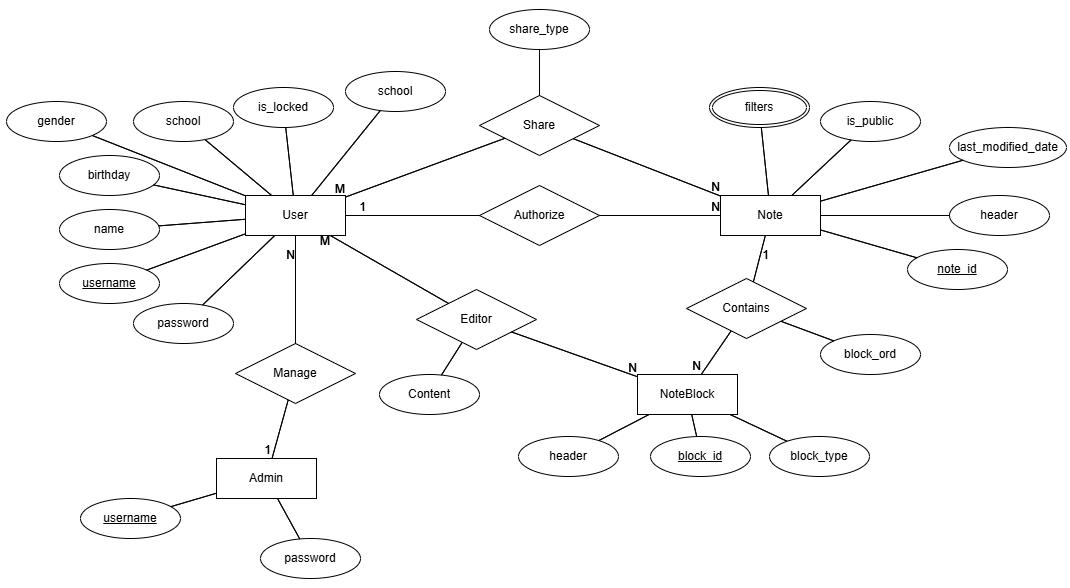 share_type
school
filters
is_locked
gender
school
is_public
Share
last_modified_date
birthday
M
N
1
N
User
Authorize
Note
header
name
M
N
1
note_id
username
Contains
password
Editor
block_ord
Manage
N
N
Content
NoteBlock
1
header
block_id
block_type
Admin
username
password